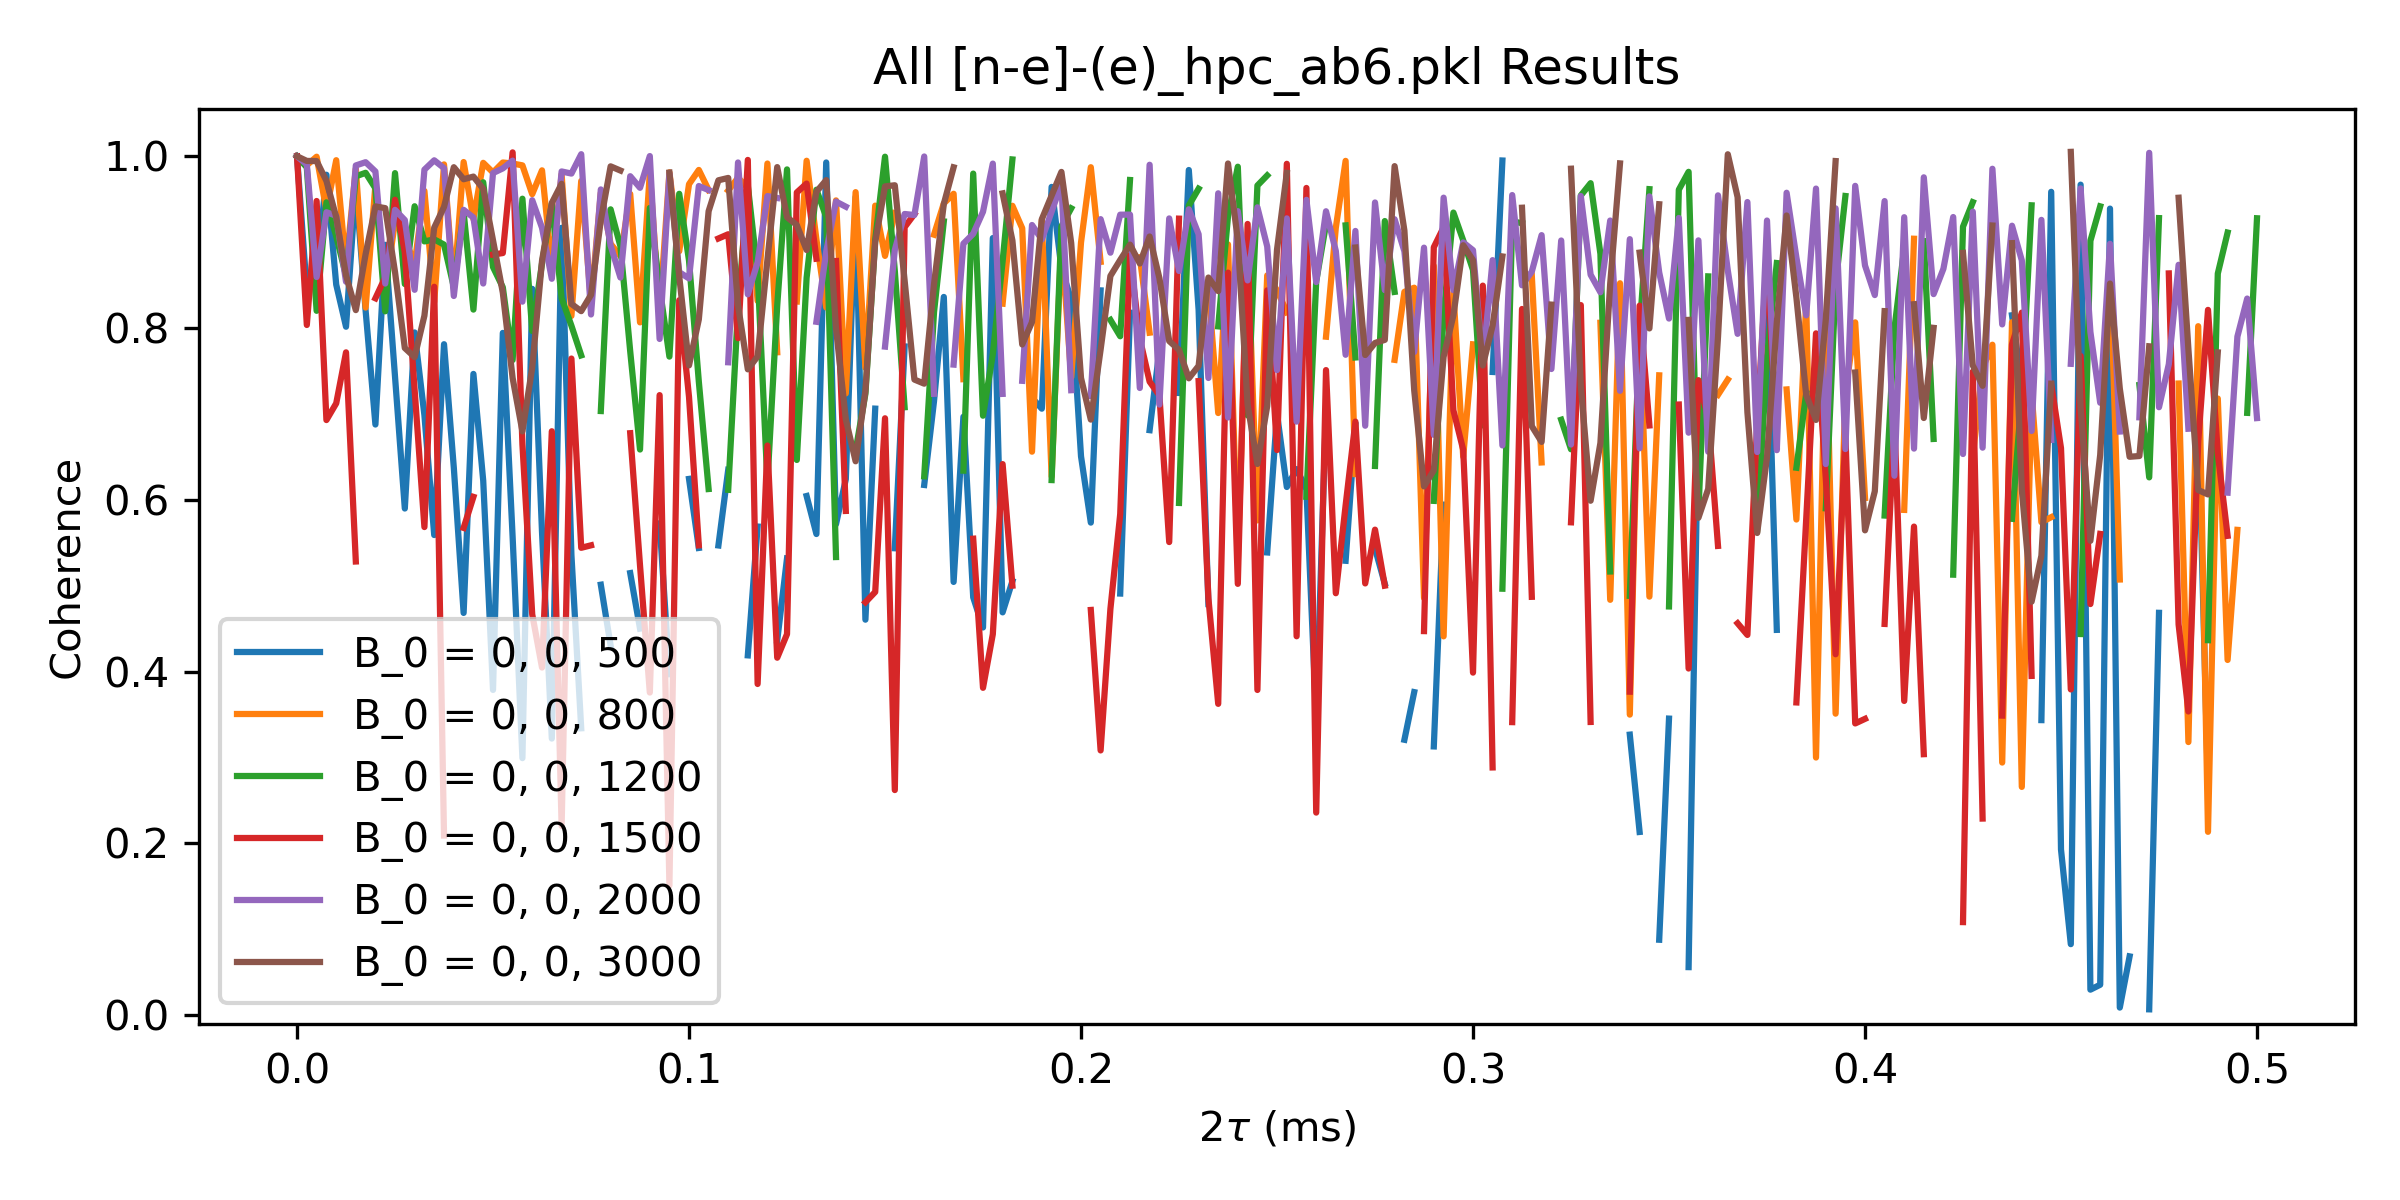 All [n-e]-(e)_hpc_ab6.pkl Results
Coherence
1.0
0.8
0.6
0.4
0.2
0.0
B_0 = 0, 0, 500
B_0 = 0, 0, 800
B_0 = 0, 0, 1200
B_0 = 0, 0, 1500
B_0 = 0, 0, 2000
B_0 = 0, 0, 3000
0.0 0.1 0.2 0.3 0.4 0.5
2τ (ms)